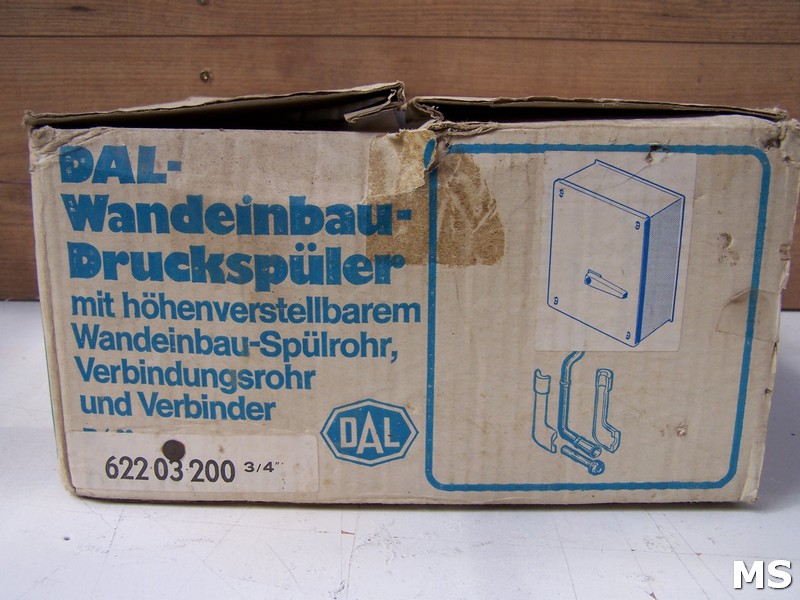 DAL-
Wandeinbau-
Druckspüler
mit höhenverstellbarem
Wandeinbau-Spülrohr,
Verbindungsrohr
und Verbinder
DAL
622 03 200 3/4"
MS